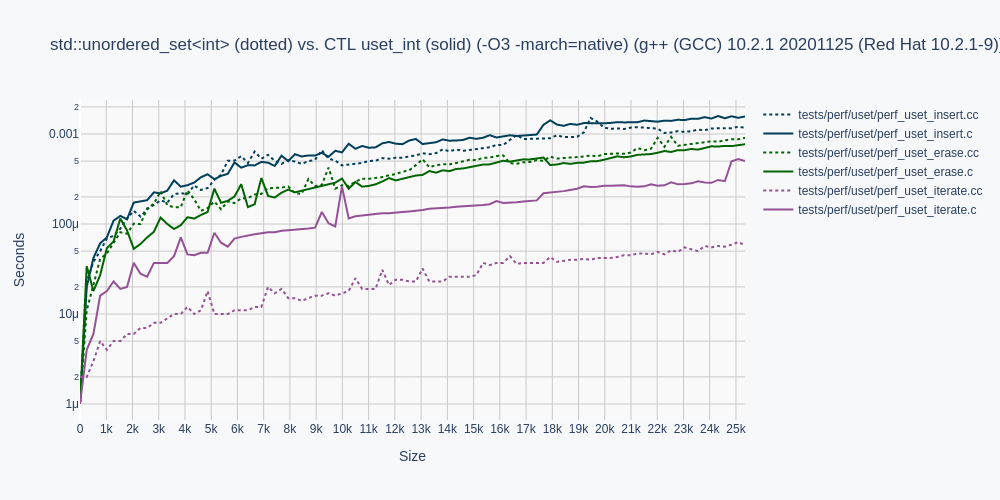 std::unordered_set<int> (dotted) vs. CTL uset_int (solid) (-O3 -march=native) (g++ (GCC) 10.2.1 20201125 (Red Hat 10.2.1-9))
2
0.001
5
2
100µ
5
2
10µ
5
2
1µ
Seconds
0 1k 2k 3k 4k 5k 6k 7k 8k 9k 10k 11k 12k 13k 14k 15k 16k 17k 18k 19k 20k 21k 22k 23k 24k 25k
Size
tests/perf/uset/perf_uset_insert.cc
tests/perf/uset/perf_uset_insert.c
tests/perf/uset/perf_uset_erase.cc
tests/perf/uset/perf_uset_erase.c
tests/perf/uset/perf_uset_iterate.cc
tests/perf/uset/perf_uset_iterate.c